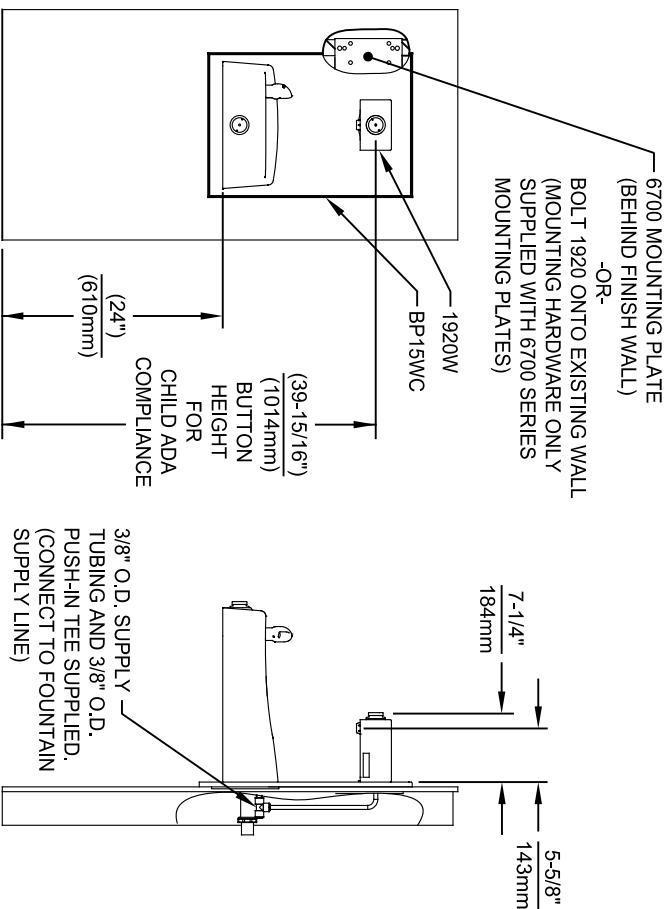 6700 MOUNTING PLATE
(BEHIND FINISH WALL)
-OR-
BOLT 1920 ONTO EXISTING WALL
(MOUNTING HARDWARE ONLY
SUPPLIED WITH 6700 SERIES
MOUNTING PLATES)
1920W
BP15WC
(39-15/16")
(1014mm)
BUTTON
HEIGHT
FOR
CHILD ADA
COMPLIANCE
(24")
(610mm)
7-1/4"
184mm
5-5/8"
143mm
3/8" O.D. SUPPLY
TUBING AND 3/8" O.D.
PUSH-IN TEE SUPPLIED.
(CONNECT TO FOUNTAIN
SUPPLY LINE)